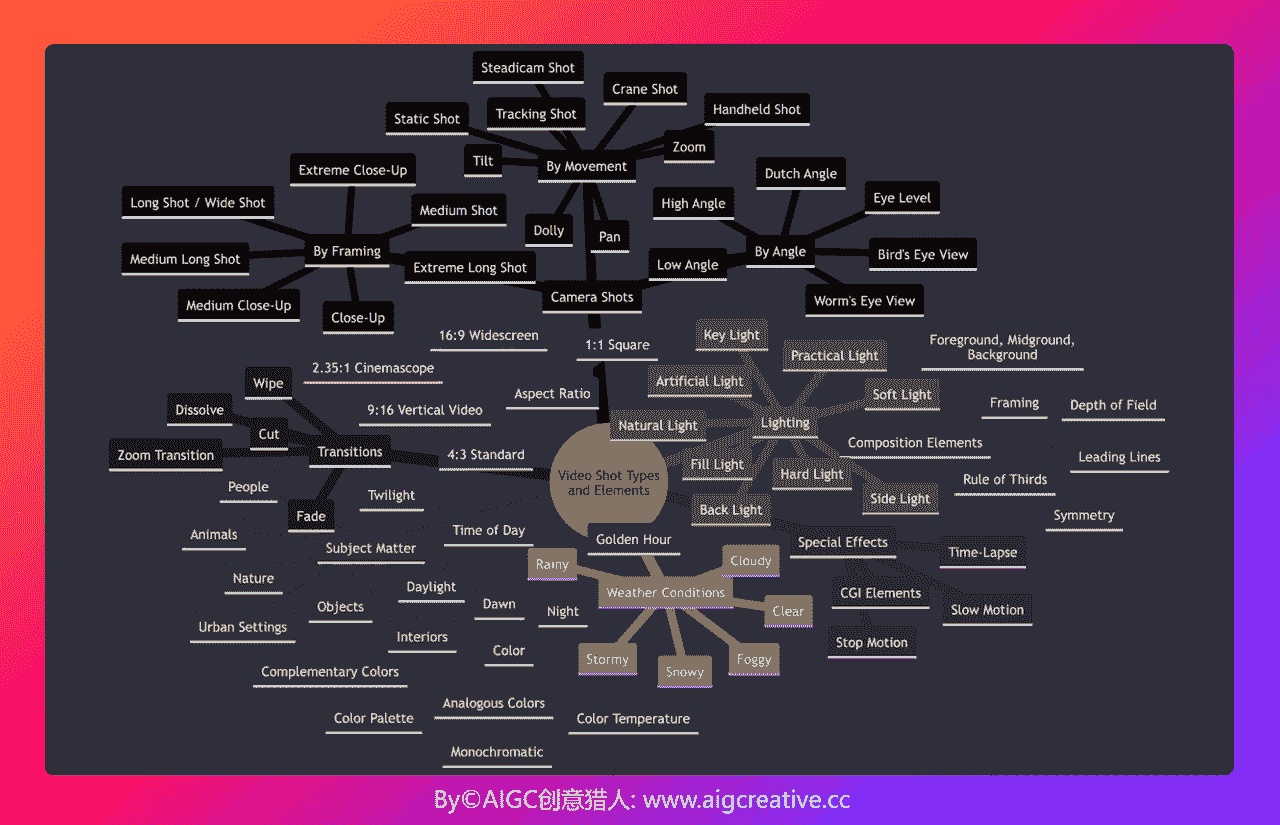 Steadicam Shot
Crane Shot
Static Shot
Tracking Shot
Handheld Shot
Tilt
By Movement
Zoom
Dolly
Pan
Extreme Close-Up
Long Shot / Wide Shot
Medium Shot
By Framing
Medium Long Shot
Extreme Long Shot
Medium Close-Up
Close-Up
Dutch Angle
High Angle
Eye Level
By Angle
Bird's Eye View
Low Angle
Worm's Eye View
Camera Shots
16:9 Widescreen
1:1 Square
2.35:1 Cinemascope
Aspect Ratio
9:16 Vertical Video
4:3 Standard
Wipe
Dissolve
Cut
Transitions
Zoom Transition
Fade
Key Light
Practical Light
Artificial Light
Soft Light
Natural Light
Lighting
Fill Light
Hard Light
Back Light
Side Light
Foreground, Midground,
Background
Framing
Depth of Field
Composition Elements
Leading Lines
Rule of Thirds
Symmetry
Video Shot Types
and Elements
People
Twilight
Animals
Time of Day
Subject Matter
Golden Hour
Nature
Daylight
Objects
Dawn
Night
Urban Settings
Interiors
Color
Rainy
Cloudy
Weather Conditions
Clear
Stormy
Snowy
Foggy
Special Effects
Time-Lapse
CGI Elements
Slow Motion
Stop Motion
Complementary Colors
Analogous Colors
Color Palette
Color Temperature
Monochromatic
By©AIGC创意猎人: www.aigcreative.cc